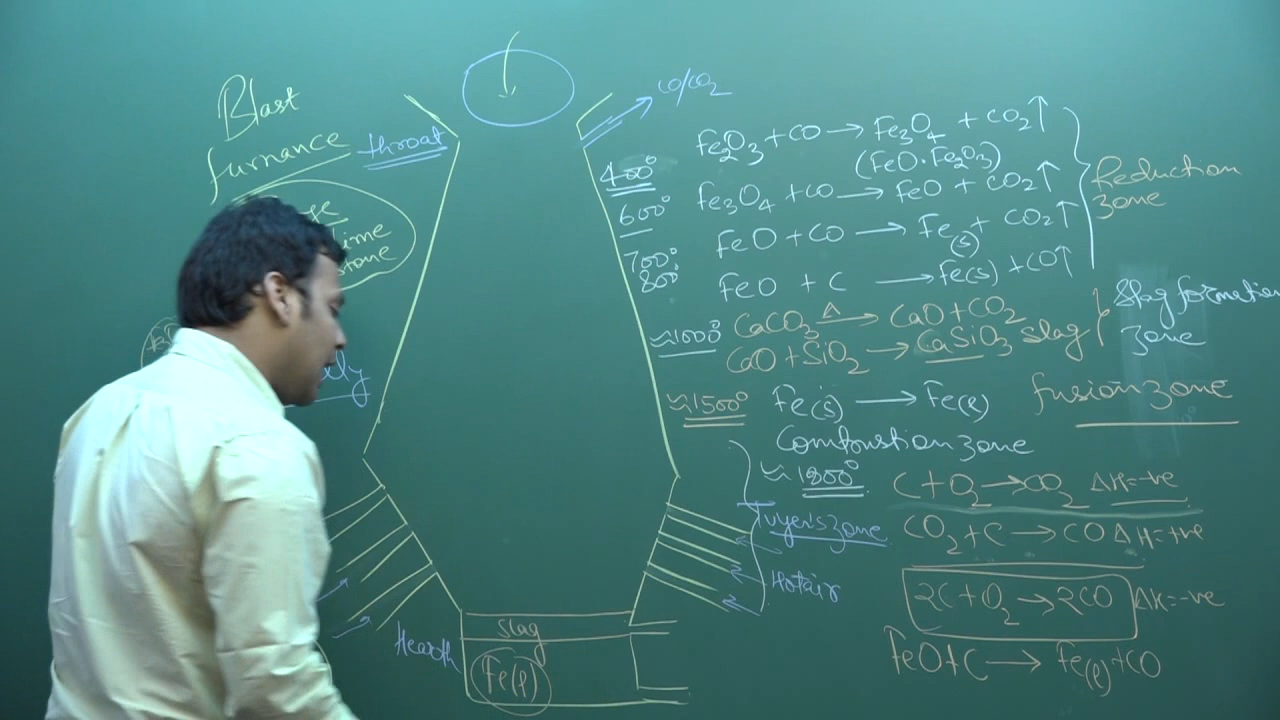 Blast
furnance
throat
lime
stone
CO/CO₂
400°
600°
700°
800°
≈1000°
≈1500°
Fe₂O₃ + CO → Fe₃O₄ + CO₂↑
(FeO·Fe₂O₃)
Fe₃O₄ + CO → FeO + CO₂↑
FeO + CO → Fe(s) + CO₂↑
FeO + C → Fe(s) + CO↑
Reduction
zone
CaCO₃ →Δ CaO + CO₂
CaO + SiO₂ → CaSiO₃ slag
Slag formation
zone
Fe(s) → Fe(l) fusion zone
Combustion zone
≈1800°
C + O₂ → CO₂ ΔH=-ve
CO₂ + C → CO ΔH=+ve
2C + O₂ → 2CO ΔH=-ve
FeO + C → Fe(l) + CO
Tuyer's zone
Hot air
Hearth
slag
Fe(l)